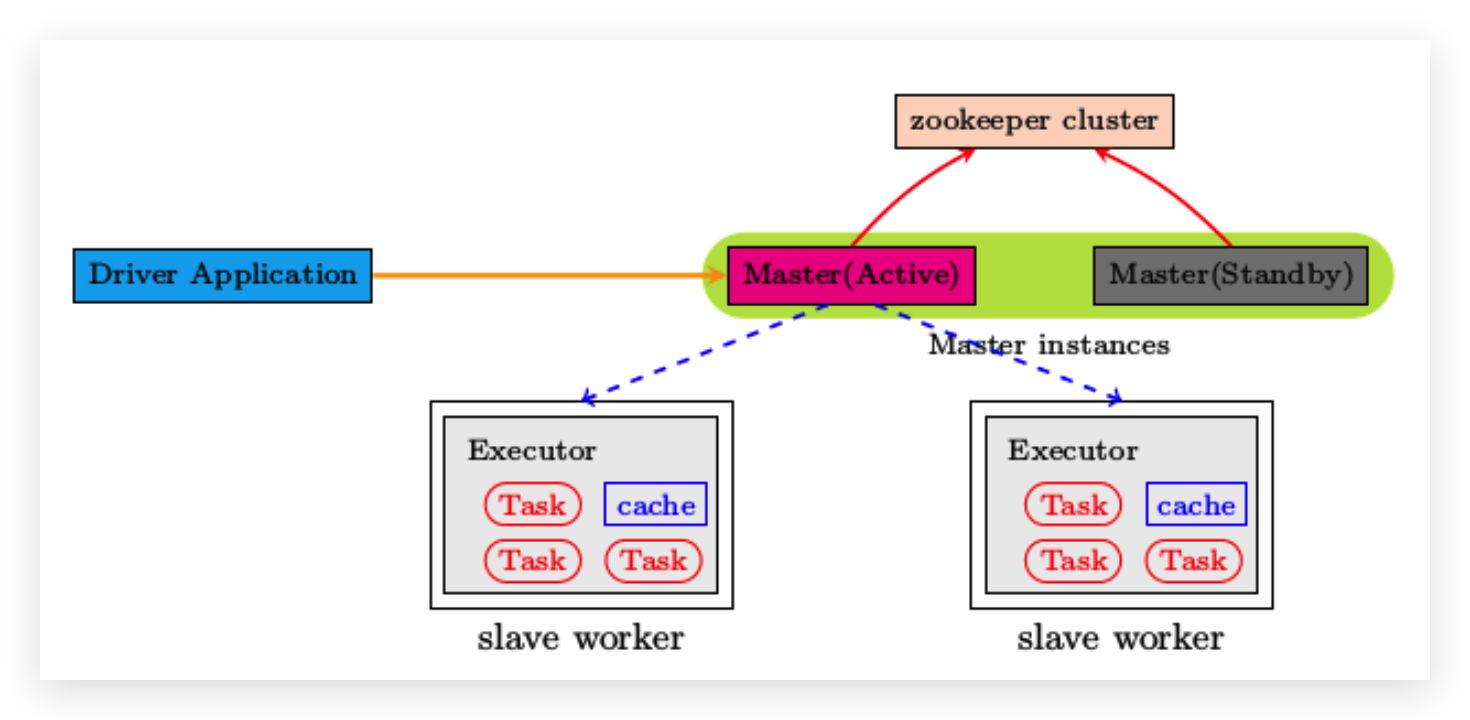 zookeeper cluster
Driver Application
Master(Active)
Master(Standby)
Master instances
Executor
Task
cache
Task
Task
slave worker
Executor
Task
cache
Task
Task
slave worker